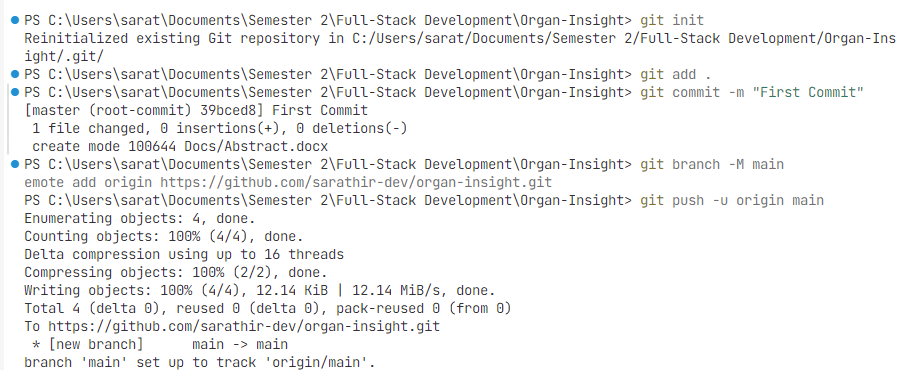 PS C:\Users\sarat\Documents\Semester 2\Full-Stack Development\Organ-Insight> git init
Reinitialized existing Git repository in C:/Users/sarat/Documents/Semester 2/Full-Stack Development/Organ-Ins
ight/.git/
PS C:\Users\sarat\Documents\Semester 2\Full-Stack Development\Organ-Insight> git add .
PS C:\Users\sarat\Documents\Semester 2\Full-Stack Development\Organ-Insight> git commit -m "First Commit"
[master (root-commit) 39bced8] First Commit
 1 file changed, 0 insertions(+), 0 deletions(-)
 create mode 100644 Docs/Abstract.docx
PS C:\Users\sarat\Documents\Semester 2\Full-Stack Development\Organ-Insight> git branch -M main
emote add origin https://github.com/sarathir-dev/organ-insight.git
PS C:\Users\sarat\Documents\Semester 2\Full-Stack Development\Organ-Insight> git push -u origin main
Enumerating objects: 4, done.
Counting objects: 100% (4/4), done.
Delta compression using up to 16 threads
Compressing objects: 100% (2/2), done.
Writing objects: 100% (4/4), 12.14 KiB | 12.14 MiB/s, done.
Total 4 (delta 0), reused 0 (delta 0), pack-reused 0 (from 0)
To https://github.com/sarathir-dev/organ-insight.git
 * [new branch]      main -> main
branch 'main' set up to track 'origin/main'.